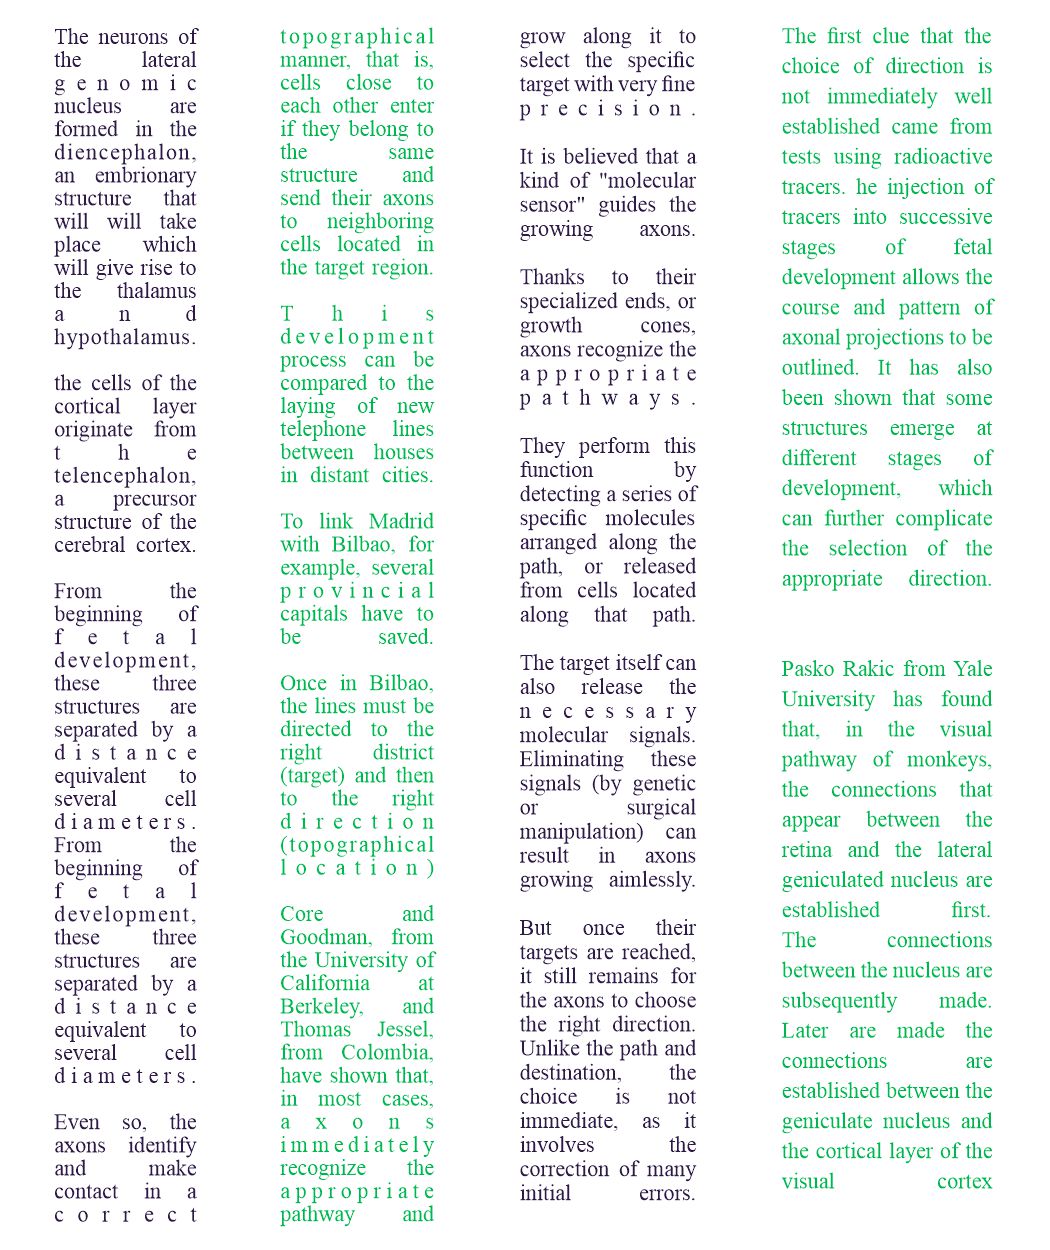 The neurons of
the lateral
genomic
nucleus are
formed in the
diencephalon,
an embrionary
structure that
will will take
place which
will give rise to
the thalamus
and
hypothalamus.
the cells of the
cortical layer
originate from
the
telencephalon,
a precursor
structure of the
cerebral cortex.
From the
beginning of
fetal
development,
these three
structures are
separated by a
distance
equivalent to
several cell
diameters.
From the
beginning of
fetal
development,
these three
structures are
separated by a
distance
equivalent to
several cell
diameters.
Even so, the
axons identify
and make
contact in a
correct
topographical
manner, that is,
cells close to
each other enter
if they belong to
the same
structure and
send their axons
to neighboring
cells located in
the target region.
This
development
process can be
compared to the
laying of new
telephone lines
between houses
in distant cities.
To link Madrid
with Bilbao, for
example, several
provincial
capitals have to
be saved.
Once in Bilbao,
the lines must be
directed to the
right district
(target) and then
to the right
direction
(topographical
location)
Core and
Goodman, from
the University of
California at
Berkeley, and
Thomas Jessel,
from Colombia,
have shown that,
in most cases,
axons
immediately
recognize the
appropriate
pathway and
grow along it to
select the specific
target with very fine
precision.
It is believed that a
kind of "molecular
sensor" guides the
growing axons.
Thanks to their
specialized ends, or
growth cones,
axons recognize the
appropriate
pathways.
They perform this
function by
detecting a series of
specific molecules
arranged along the
path, or released
from cells located
along that path.
The target itself can
also release the
necessary
molecular signals.
Eliminating these
signals (by genetic
or surgical
manipulation) can
result in axons
growing aimlessly.
But once their
targets are reached,
it still remains for
the axons to choose
the right direction.
Unlike the path and
destination, the
choice is not
immediate, as it
involves the
correction of many
initial errors.
The first clue that the
choice of direction is
not immediately well
established came from
tests using radioactive
tracers. he injection of
tracers into successive
stages of fetal
development allows the
course and pattern of
axonal projections to be
outlined. It has also
been shown that some
structures emerge at
different stages of
development, which
can further complicate
the selection of the
appropriate direction.
Pasko Rakic from Yale
University has found
that, in the visual
pathway of monkeys,
the connections that
appear between the
retina and the lateral
geniculated nucleus are
established first.
The connections
between the nucleus are
subsequently made.
Later are made the
connections are
established between the
geniculate nucleus and
the cortical layer of the
visual cortex